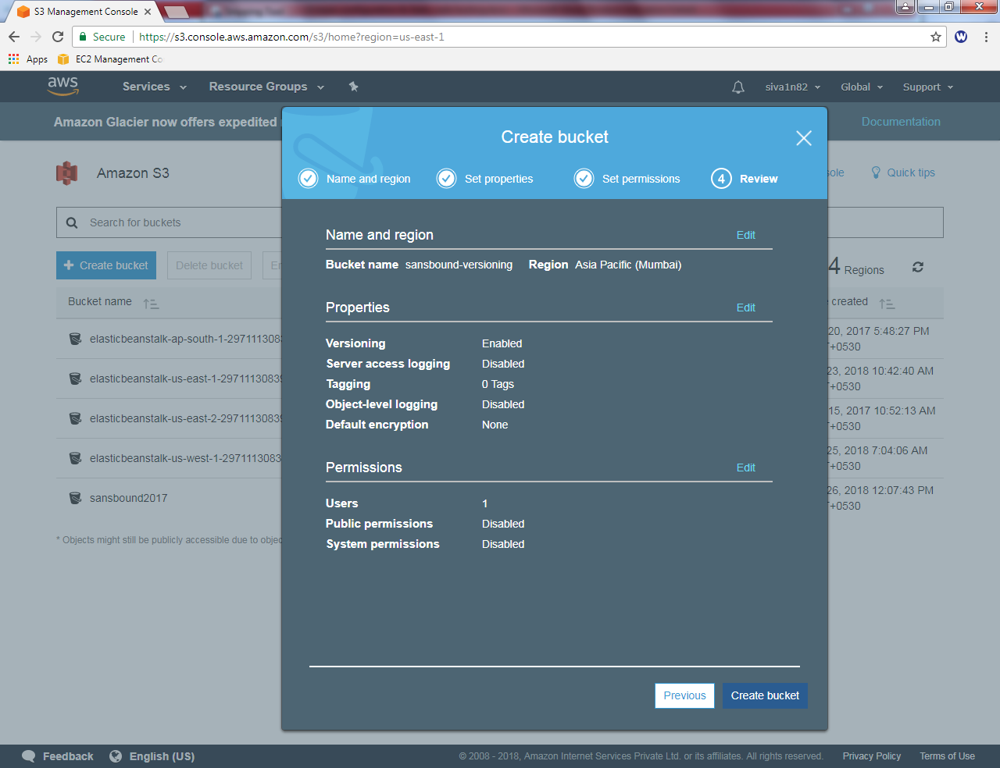 S3 Management Console
Secure https://s3.console.aws.amazon.com/s3/home?region=us-east-1
Apps EC2 Management Co
aws Services Resource Groups siva1n82 Global Support
Amazon Glacier now offers expedited Documentation
Create bucket
Name and region Set properties Set permissions 4 Review
Amazon S3 Quick tips
Search for buckets
Name and region Edit
Bucket name sansbound-versioning Region Asia Pacific (Mumbai)
Create bucket Delete bucket 4 Regions
Bucket name created
Properties Edit
elasticbeanstalk-ap-south-1-29711130839 20, 2017 5:48:27 PM
+0530
Versioning Enabled
Server access logging Disabled
elasticbeanstalk-us-east-1-29711130839 23, 2018 10:42:40 AM
+0530
Tagging 0 Tags
Object-level logging Disabled
elasticbeanstalk-us-east-2-29711130839 15, 2017 10:52:13 AM
+0530
Default encryption None
elasticbeanstalk-us-west-1-2971113083 25, 2018 7:04:06 AM
+0530
Permissions Edit
sansbound2017 26, 2018 12:07:43 PM
+0530
Users 1
Public permissions Disabled
System permissions Disabled
* Objects might still be publicly accessible due to objec
Previous Create bucket
Feedback English (US) © 2008 - 2018, Amazon Internet Services Private Ltd. or its affiliates. All rights reserved. Privacy Policy Terms of Use